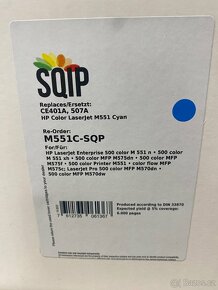 SQIP
Replaces/Ersetzt:
CE401A, 507A
HP Color LaserJet M551 Cyan
Re-Order:
M551C-SQP
For/Für:
HP LaserJet Enterprise 500 color M 551 n • 500 color
M 551 xh • 500 color MFP M575dn • 500 color MFP
M575f • 500 color Printer M551 • color flow MFP
M575c; LaserJet Pro 500 color MFP M570dn •
500 color MFP M570dw
Produced according to DIN 33870
Expected yield @ 5% coverage:
6.000 pages